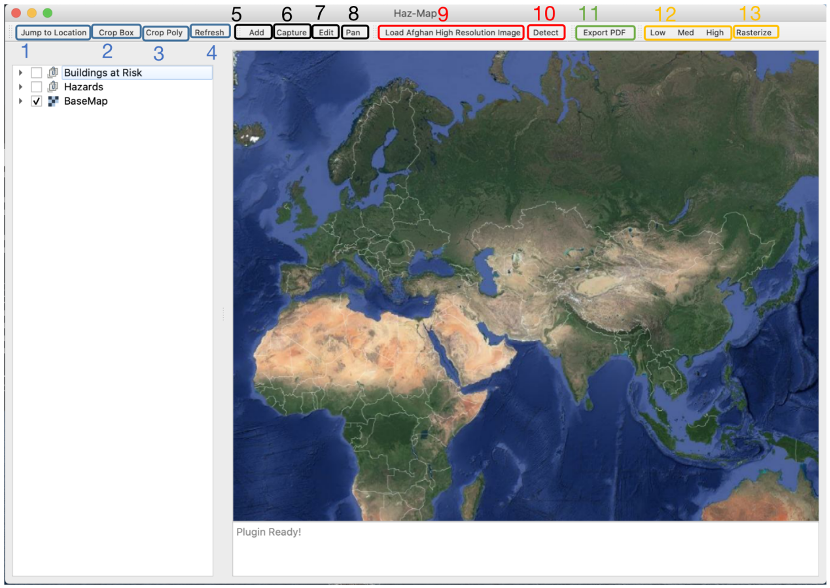 Haz-Map
5 6 7 8 9 10 11 12 13
Jump to Location Crop Box Crop Poly Refresh Add Capture Edit Pan Load Afghan High Resolution Image Detect Export PDF Low Med High Rasterize
1 2 3 4
Buildings at Risk
Hazards
BaseMap
Plugin Ready!